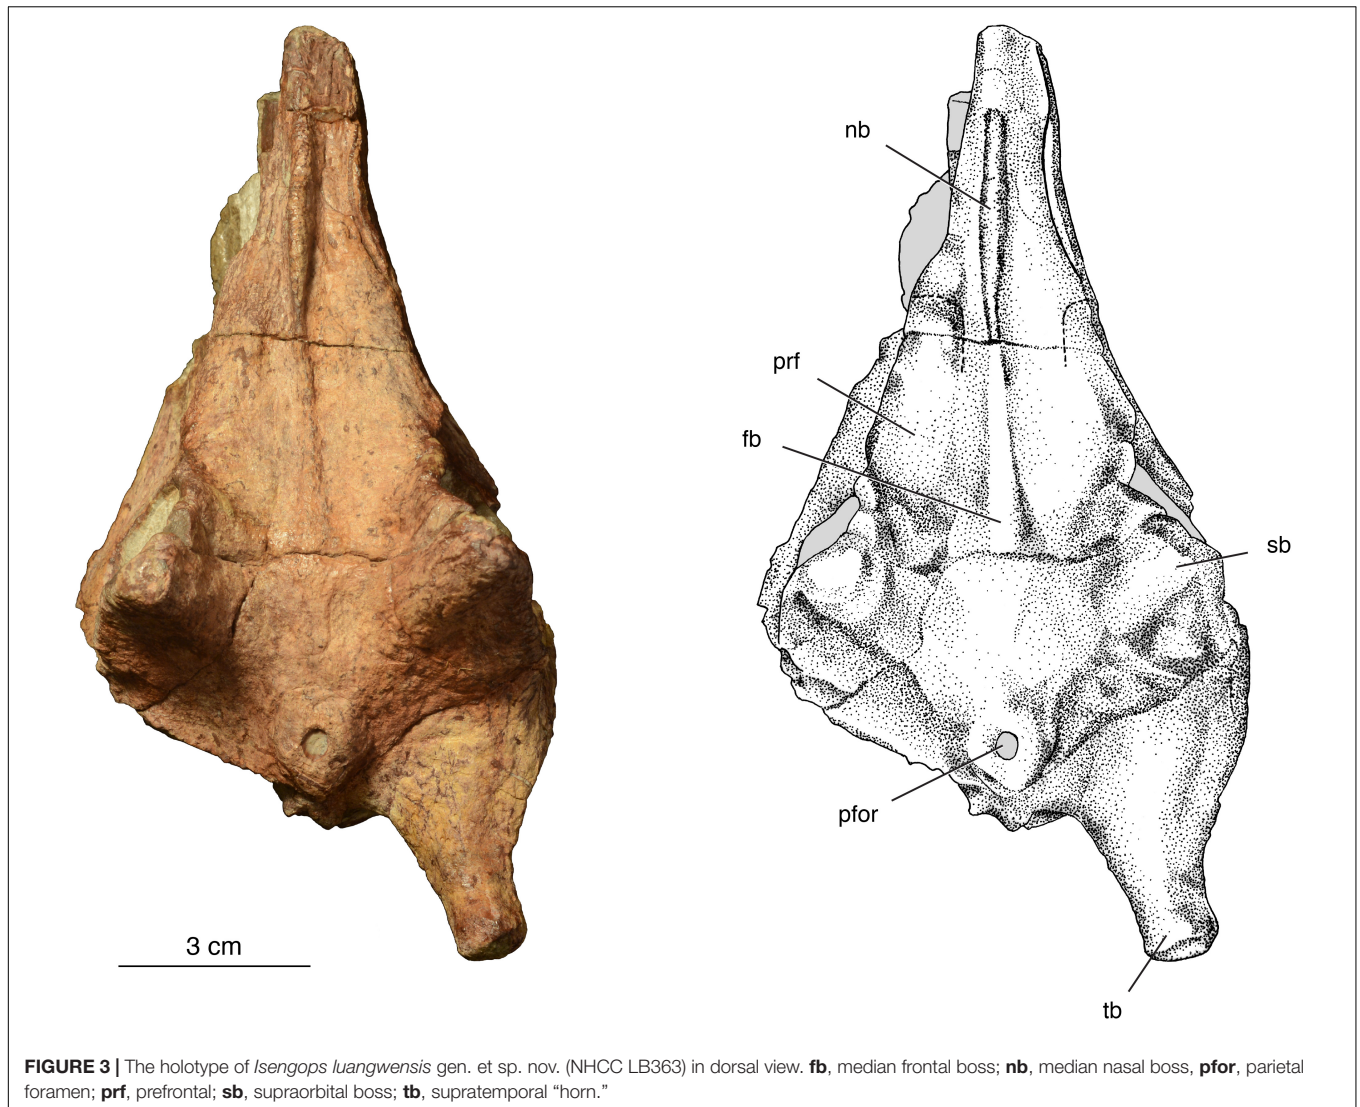 nb
prf
fb
sb
pfor
3 cm
tb
FIGURE 3 | The holotype of Isengops luangwensis gen. et sp. nov. (NHCC LB363) in dorsal view. fb, median frontal boss; nb, median nasal boss, pfor, parietal
foramen; prf, prefrontal; sb, supraorbital boss; tb, supratemporal “horn.”